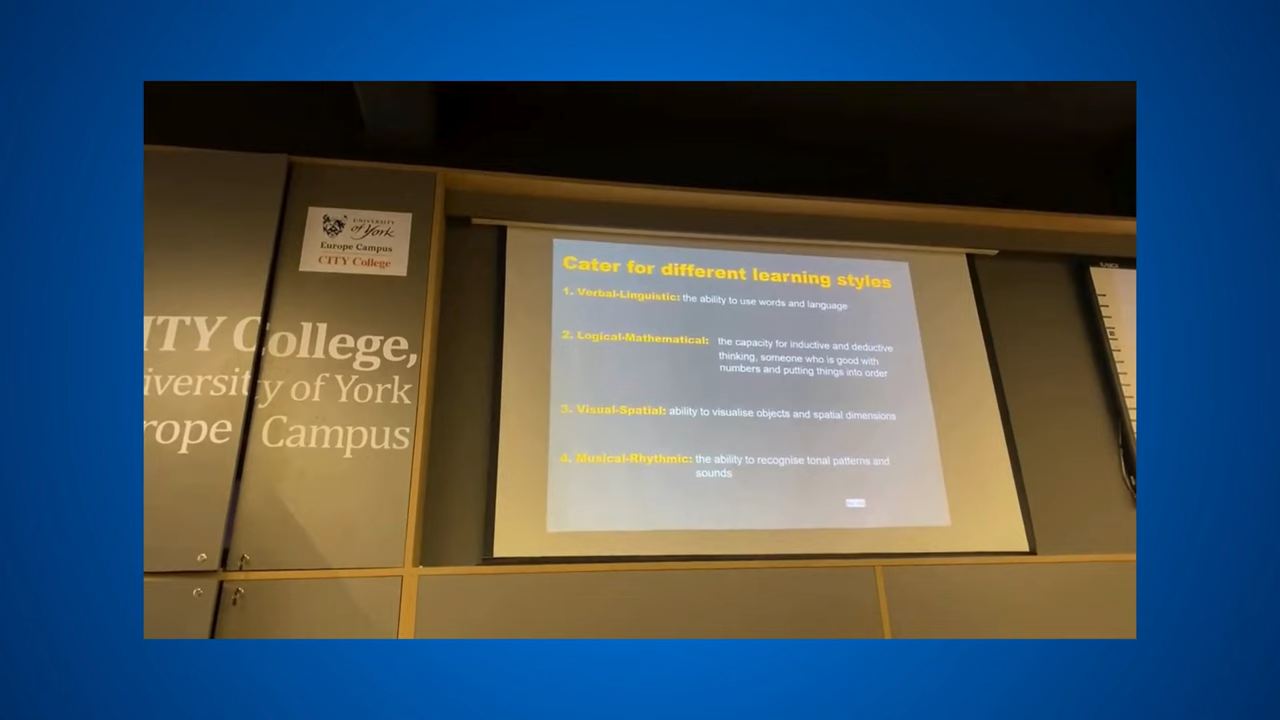 UNIVERSITY
of York
Europe Campus
CITY College
ITY College,
iversity of York
rope Campus
Cater for different learning styles
1. Verbal-Linguistic: the ability to use words and language
2. Logical-Mathematical: the capacity for inductive and deductive
thinking, someone who is good with
numbers and putting things into order
3. Visual-Spatial: ability to visualise objects and spatial dimensions
4. Musical-Rhythmic: the ability to recognise tonal patterns and
sounds